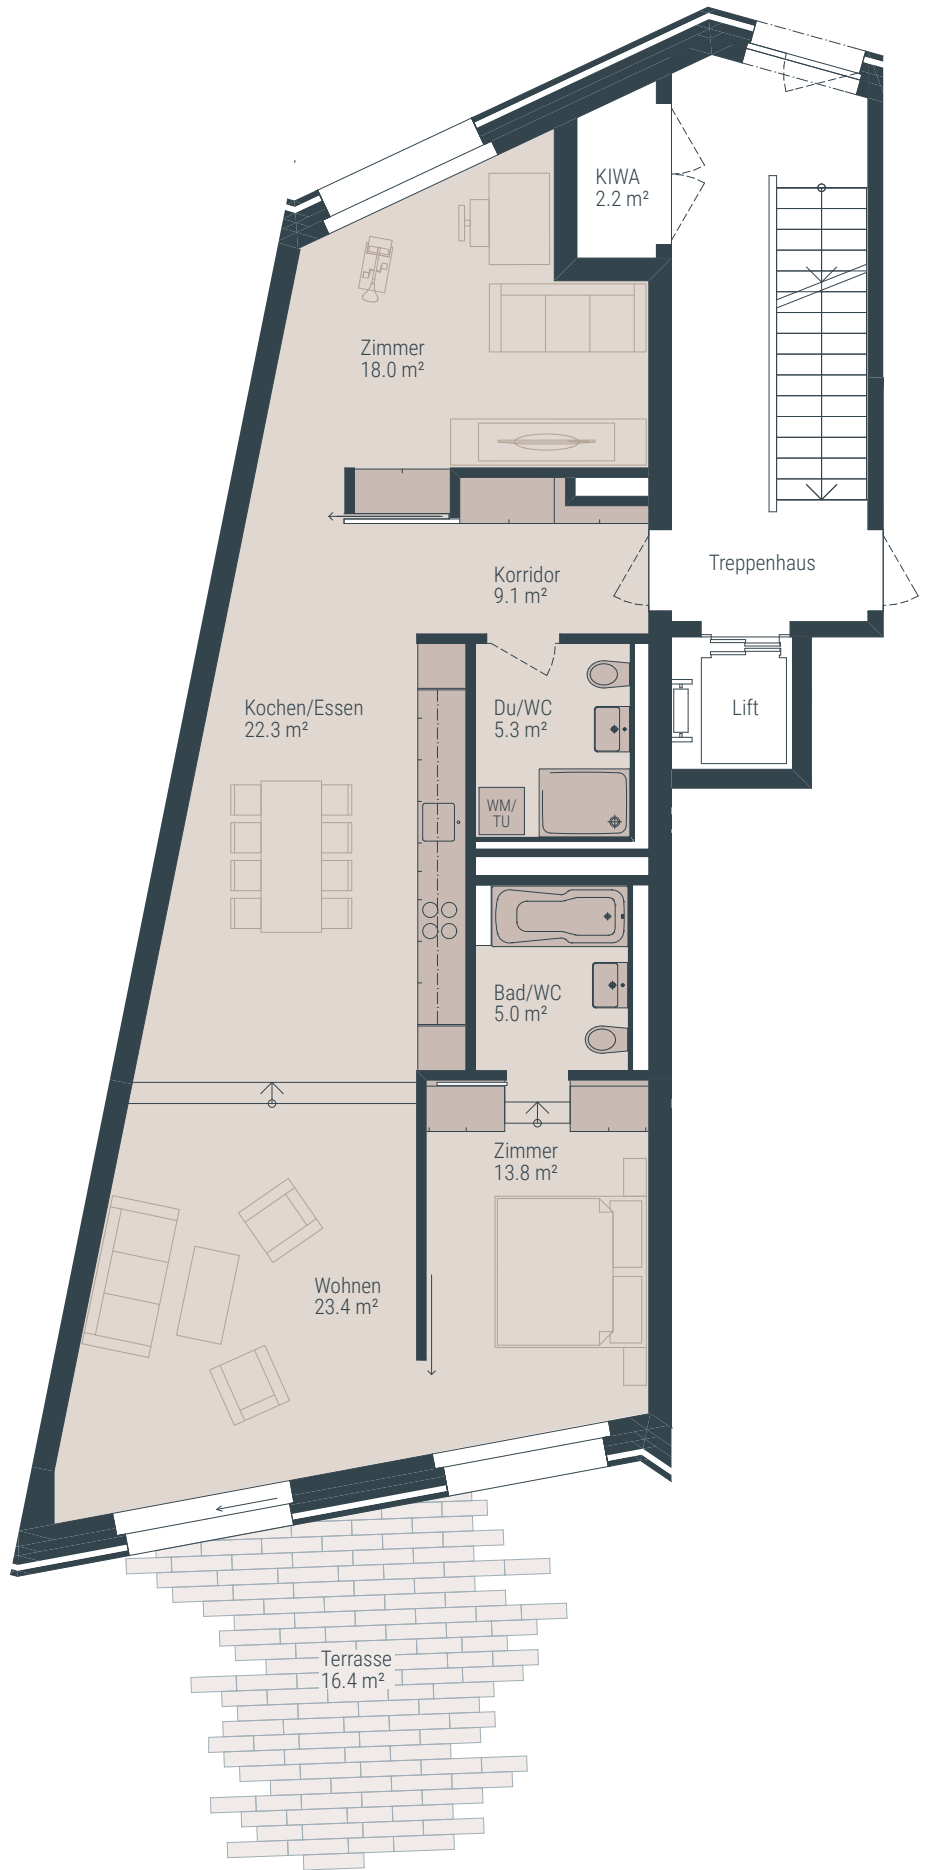 KIWA
2.2 m²
Zimmer
18.0 m²
Treppenhaus
Korridor
9.1 m²
Kochen/Essen
22.3 m²
Du/WC
5.3 m²
Lift
WM/
TU
Bad/WC
5.0 m²
Zimmer
13.8 m²
Wohnen
23.4 m²
Terrasse
16.4 m²